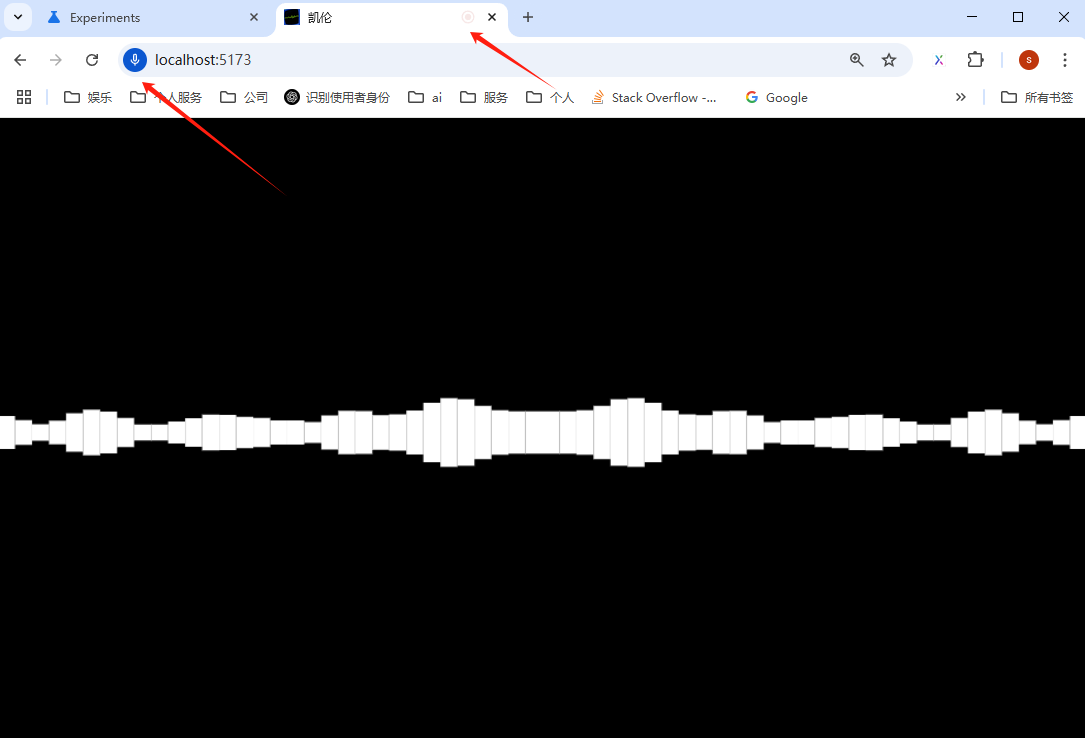 Experiments
凯伦
localhost:5173
s
娱乐
个人服务
公司
识别使用者身份
ai
服务
个人
Stack Overflow -...
Google
所有书签